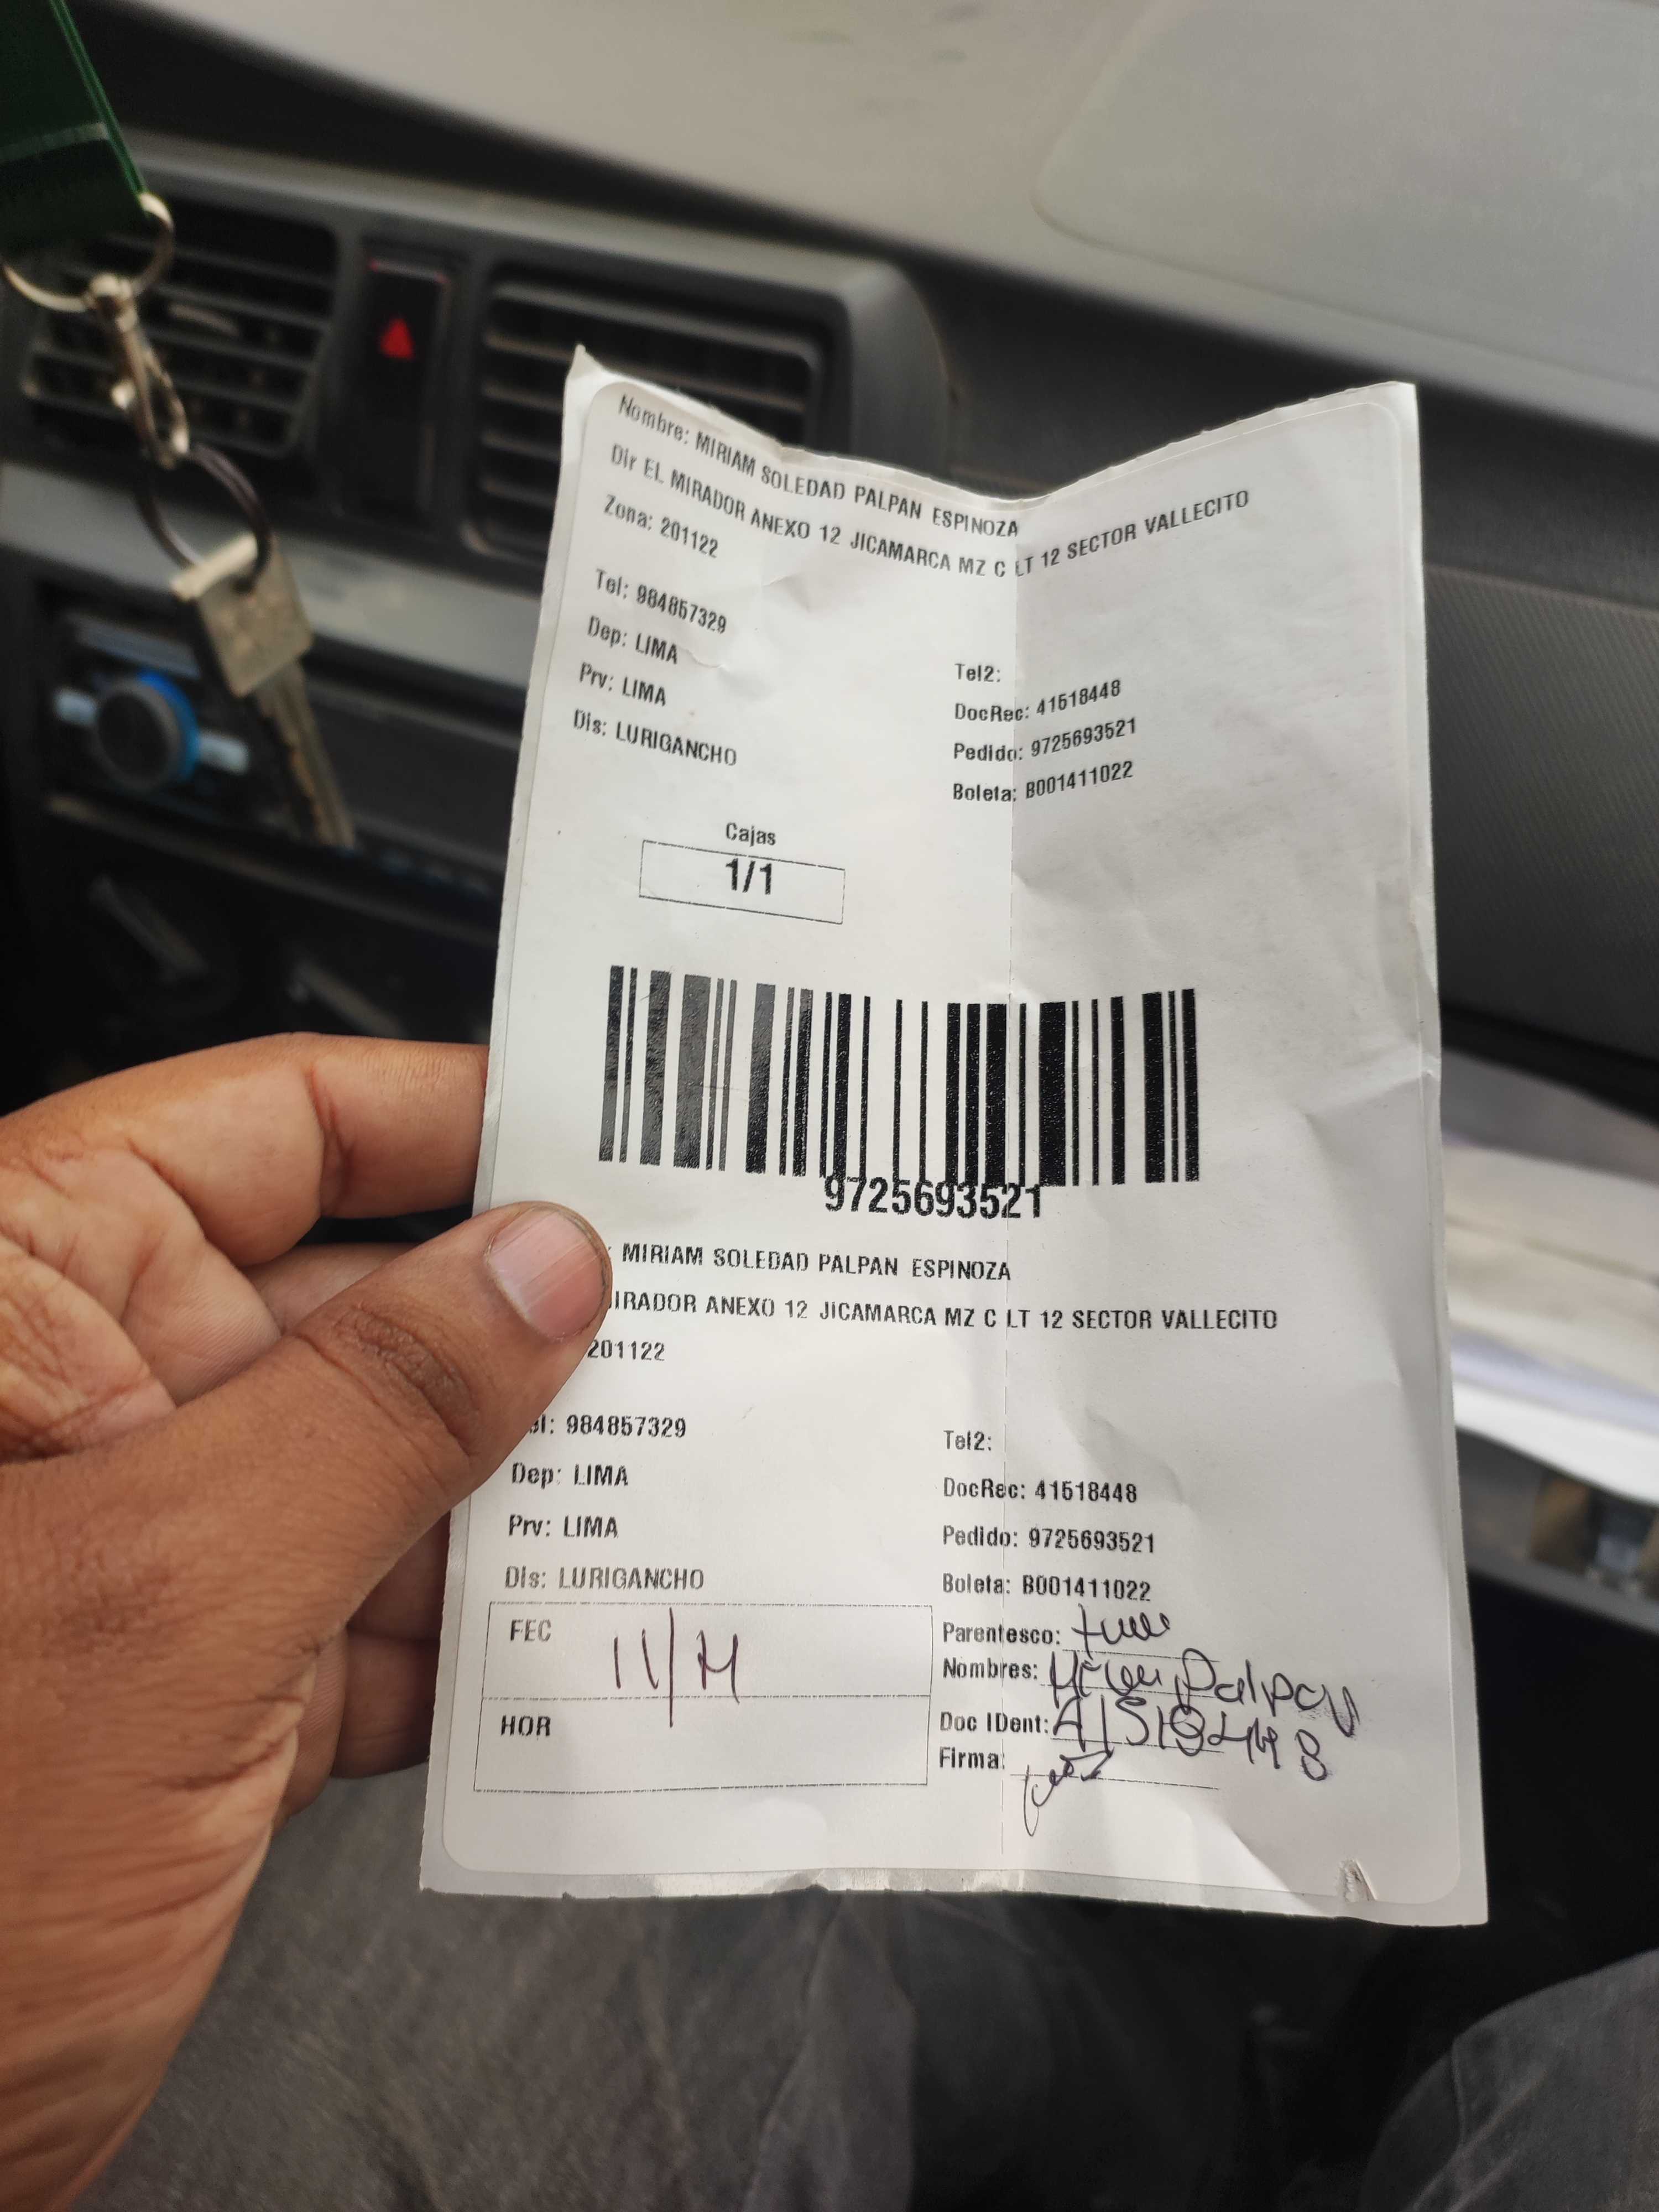 Nombre: MIRIAM SOLEDAD PALPAN ESPINOZA
Dir EL MIRADOR ANEXO 12 JICAMARCA MZ C LT 12 SECTOR VALLECITO
Zona: 201122
Tel: 984857329
Tel2:
Dep: LIMA
DocRec: 41518448
Prv: LIMA
Pedido: 9725693521
Dis: LURIGANCHO
Boleta: B001411022
Cajas
1/1
9725693521
: MIRIAM SOLEDAD PALPAN ESPINOZA
IRADOR ANEXO 12 JICAMARCA MZ C LT 12 SECTOR VALLECITO
201122
el: 984857329
Tel2:
Dep: LIMA
DocRec: 41518448
Prv: LIMA
Pedido: 9725693521
Dis: LURIGANCHO
Boleta: B001411022
FEC 11/
Parentesco:
Nombres: Palpan
HOR
Doc IDent: 41518448
Firma: